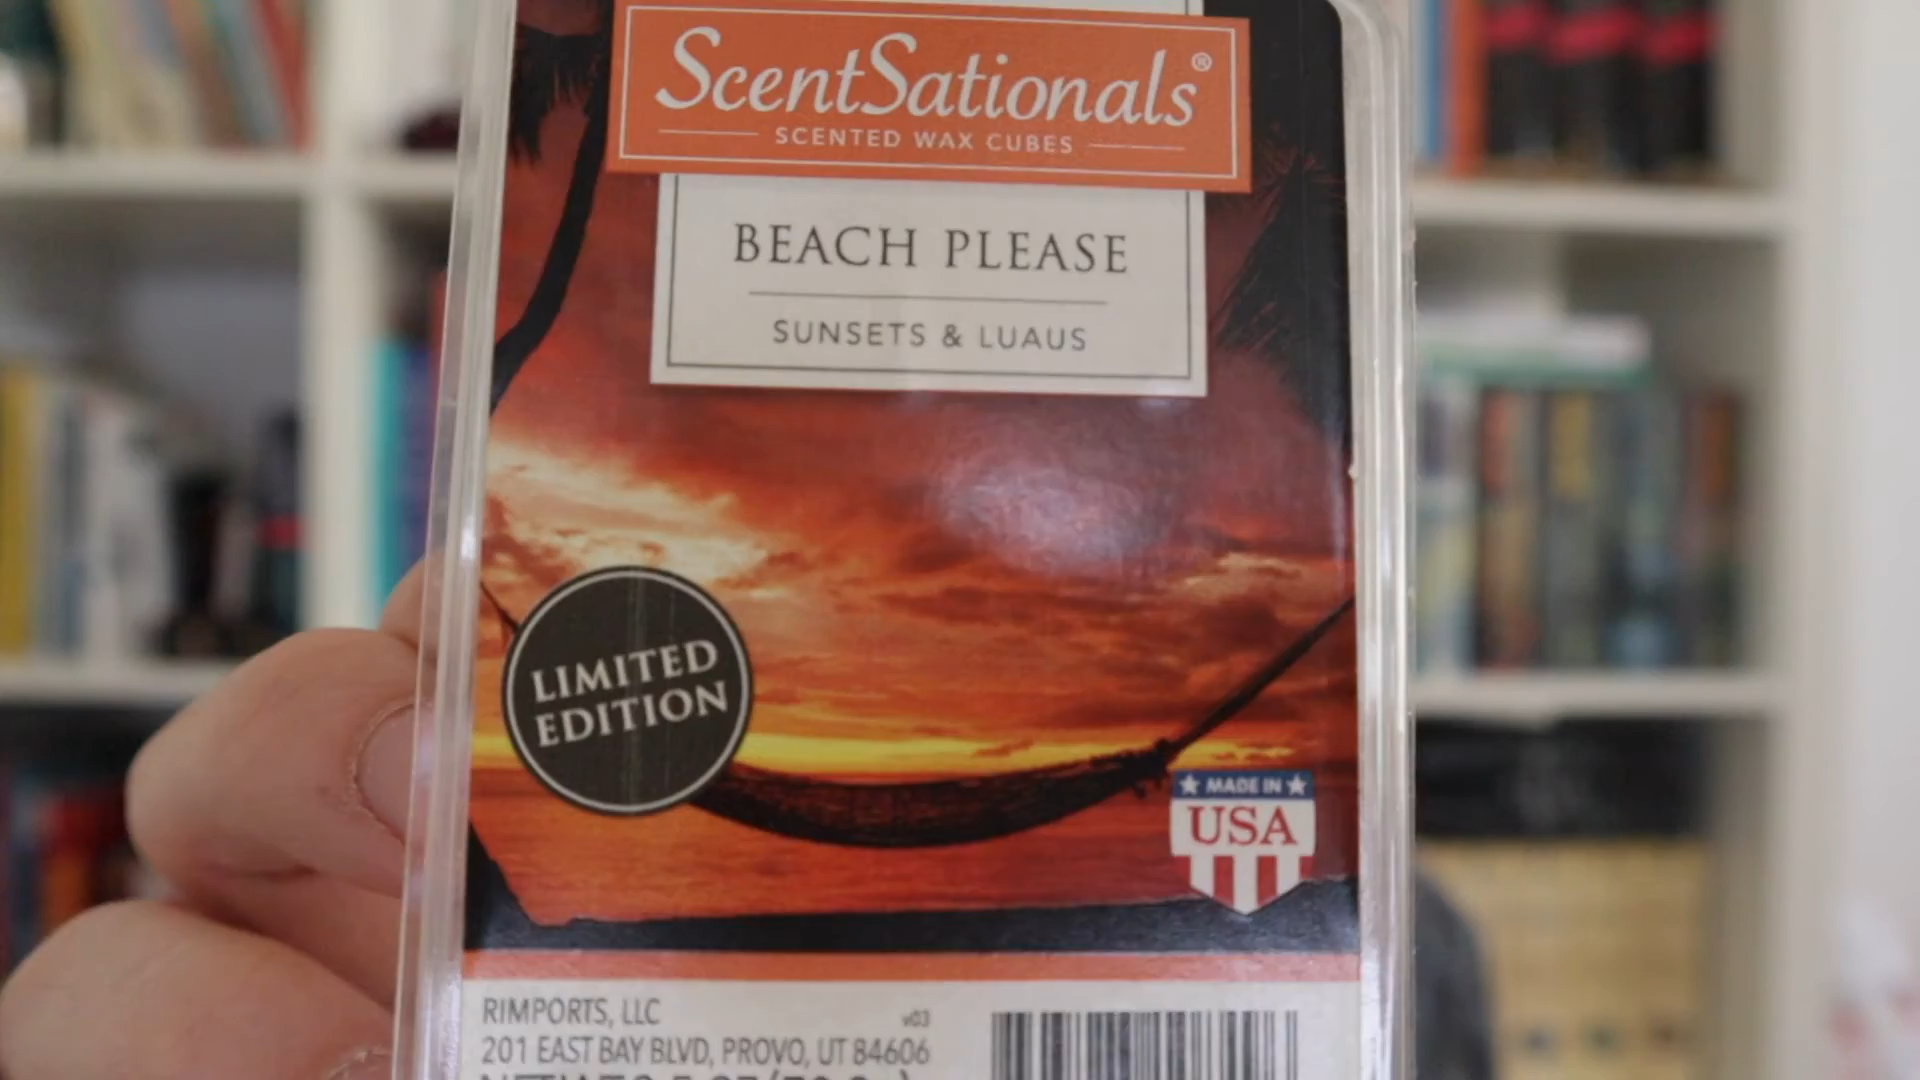 ScentSationals®
SCENTED WAX CUBES
BEACH PLEASE
SUNSETS & LUAUS
LIMITED
EDITION
MADE IN
USA
RIMPORTS, LLC
v03
201 EAST BAY BLVD, PROVO, UT 84606